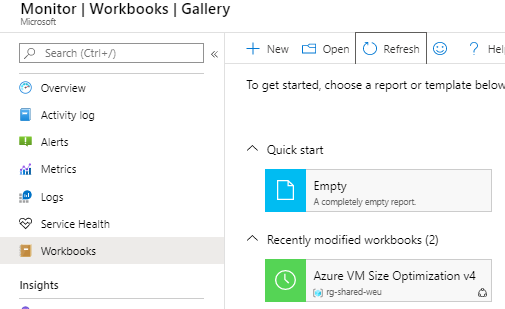 Monitor | Workbooks | Gallery
Microsoft
Search (Ctrl+/)
«
Overview
Activity log
Alerts
Metrics
Logs
Service Health
Workbooks
Insights
New
Open
Refresh
?
To get started, choose a report or template below
Quick start
Empty
A completely empty report.
Recently modified workbooks (2)
Azure VM Size Optimization v4
rg-shared-weu